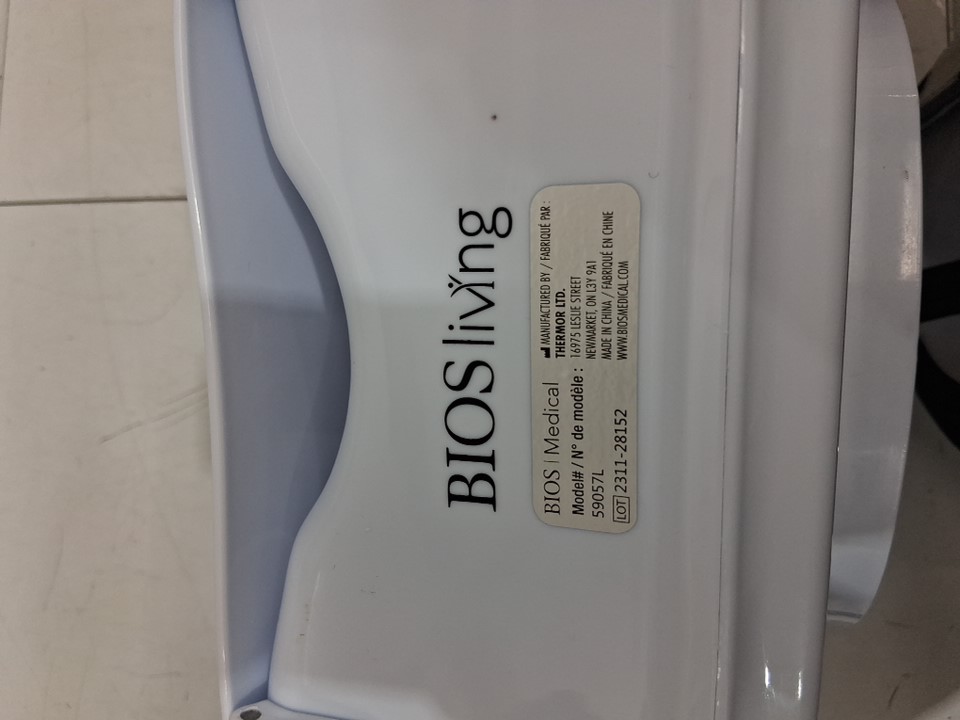 BIOS living
BIOS | Medical
Model# / N° de modèle :
59057L
LOT 2311-28152
MANUFACTURED BY / FABRIQUÉ PAR :
THERMOR LTD.
16975 LESLIE STREET
NEWMARKET, ON L3Y 9A1
MADE IN CHINA / FABRIQUÉ EN CHINE
WWW.BIOSMEDICAL.COM